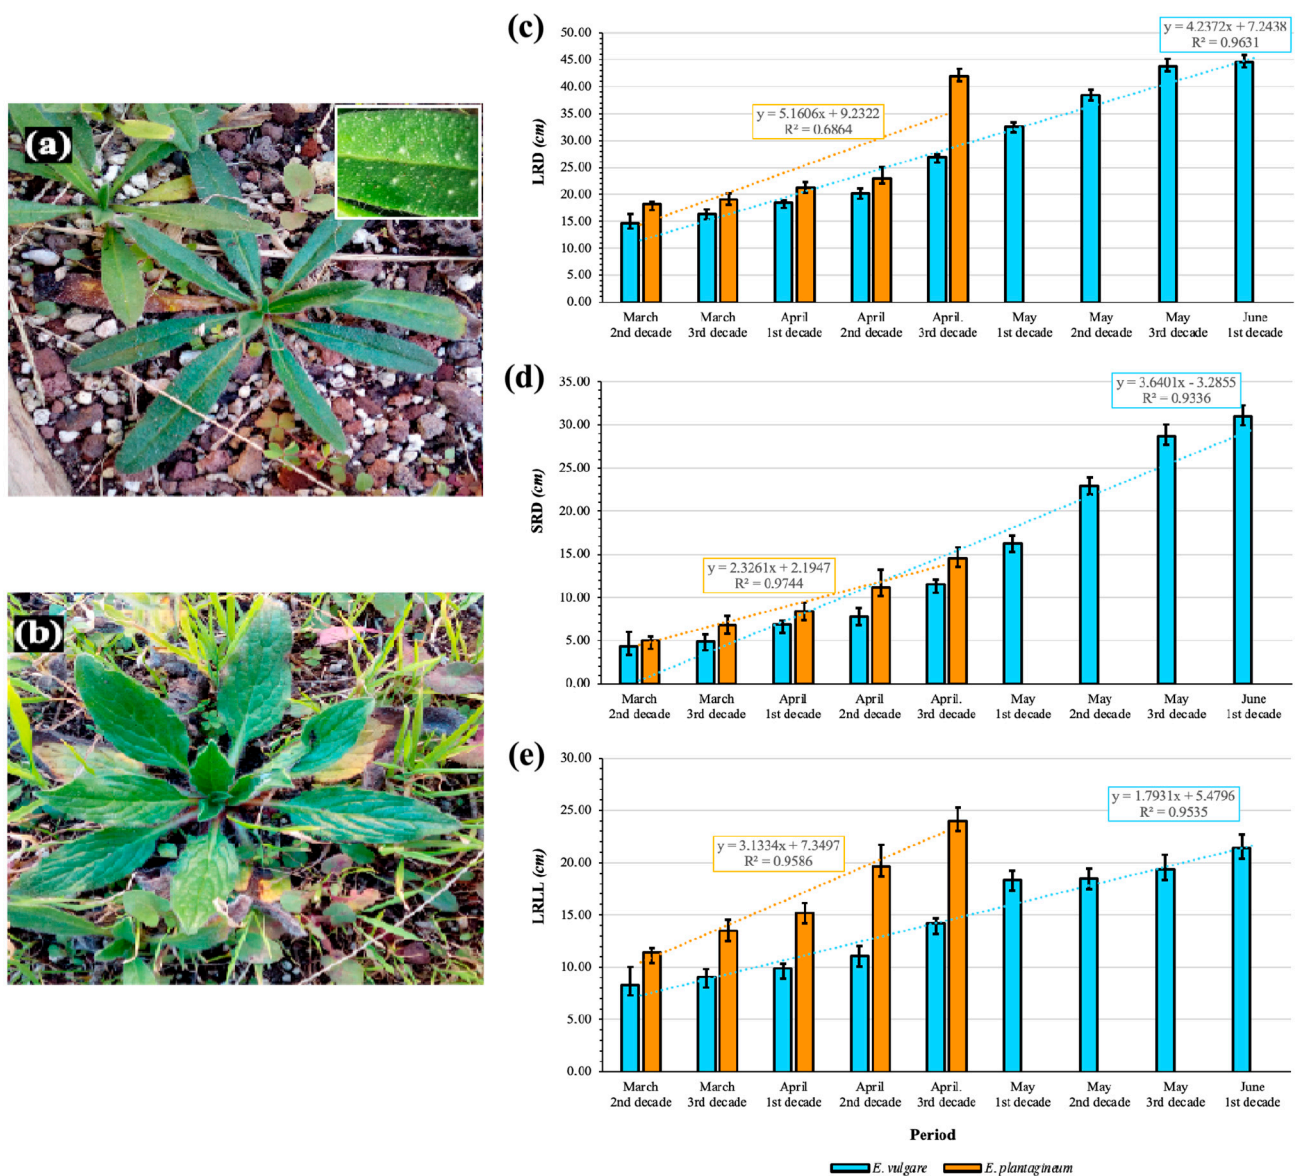 (a)
(b)
(c)
50.00
45.00
40.00
35.00
30.00
25.00
20.00
15.00
10.00
5.00
0.00
LRD (cm)
y = 4.2372x + 7.2438
R² = 0.9631
y = 5.1606x + 9.2322
R² = 0.6864
March March April April April. May May May June
2nd decade 3rd decade 1st decade 2nd decade 3rd decade 1st decade 2nd decade 3rd decade 1st decade
(d)
35.00
30.00
25.00
20.00
15.00
10.00
5.00
0.00
SRD (cm)
y = 3.6401x - 3.2855
R² = 0.9336
y = 2.3261x + 2.1947
R² = 0.9744
March March April April April. May May May June
2nd decade 3rd decade 1st decade 2nd decade 3rd decade 1st decade 2nd decade 3rd decade 1st decade
(e)
30.00
25.00
20.00
15.00
10.00
5.00
0.00
LRLL (cm)
y = 1.7931x + 5.4796
R² = 0.9535
y = 3.1334x + 7.3497
R² = 0.9586
March March April April April. May May May June
2nd decade 3rd decade 1st decade 2nd decade 3rd decade 1st decade 2nd decade 3rd decade 1st decade
Period
E. vulgare E. plantagineum